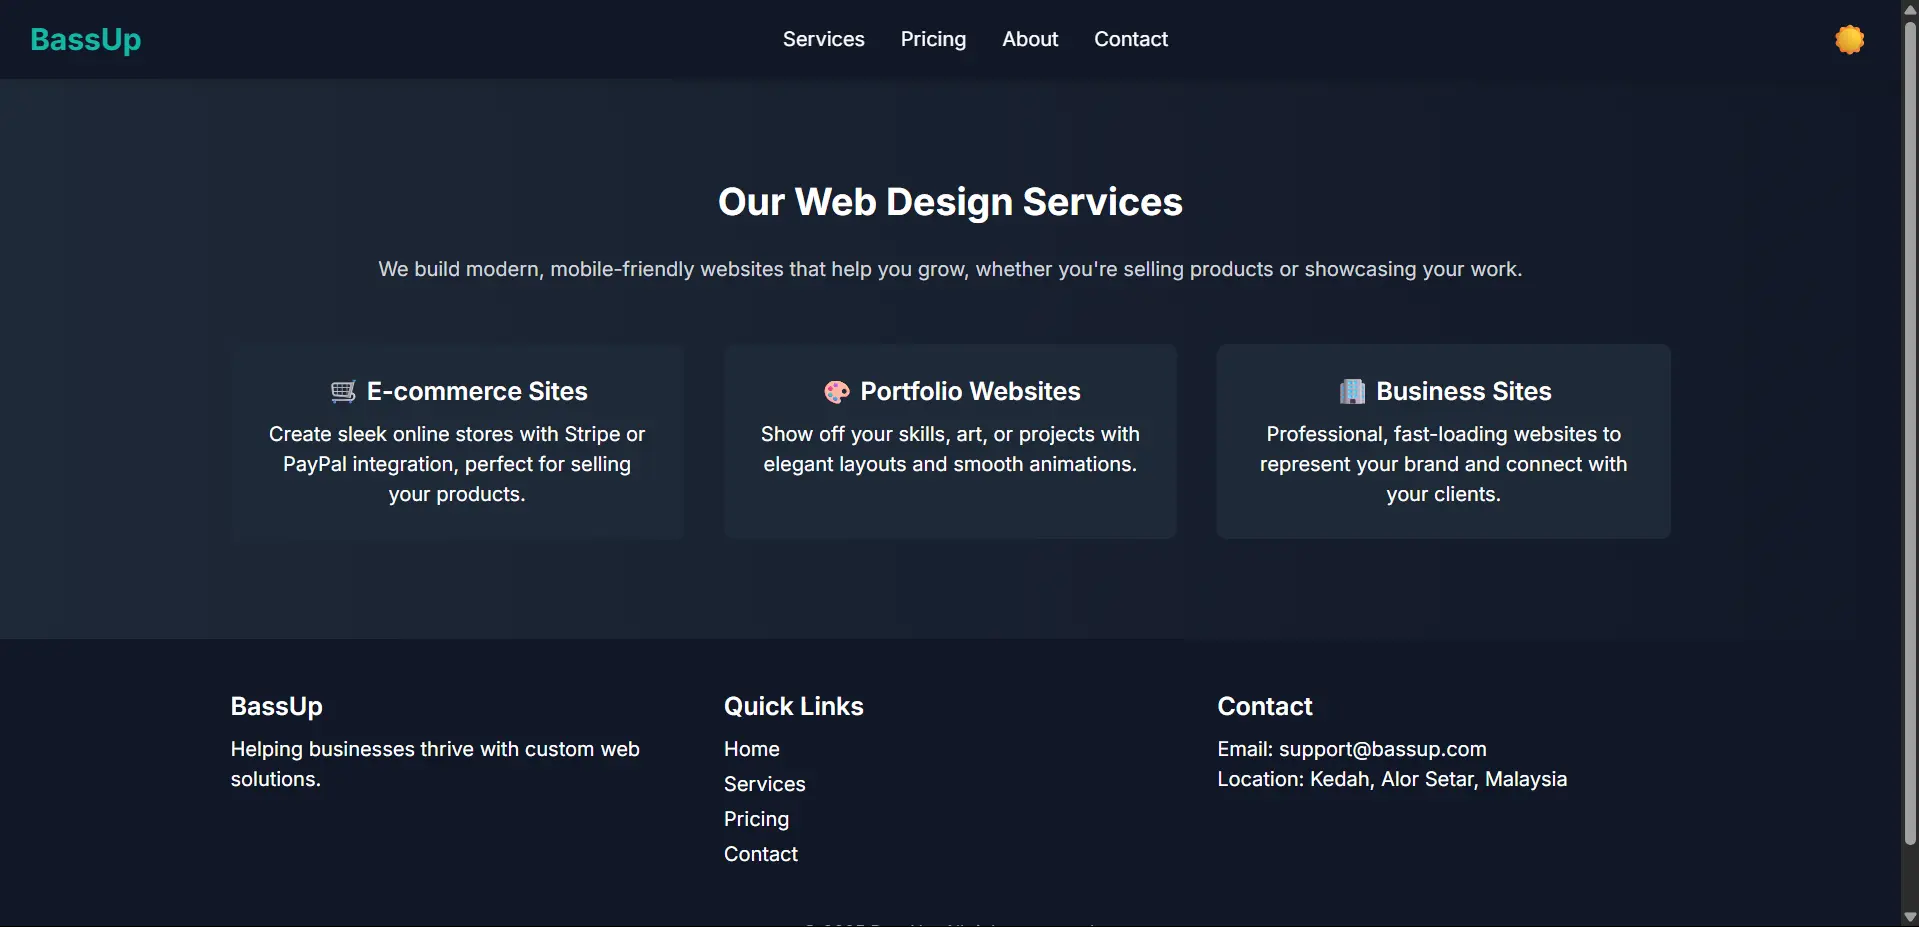 BassUp
Services
Pricing
About
Contact
Our Web Design Services
We build modern, mobile-friendly websites that help you grow, whether you're selling products or showcasing your work.
E-commerce Sites
Create sleek online stores with Stripe or
PayPal integration, perfect for selling
your products.
Portfolio Websites
Show off your skills, art, or projects with
elegant layouts and smooth animations.
Business Sites
Professional, fast-loading websites to
represent your brand and connect with
your clients.
BassUp
Helping businesses thrive with custom web
solutions.
Quick Links
Home
Services
Pricing
Contact
Contact
Email: support@bassup.com
Location: Kedah, Alor Setar, Malaysia